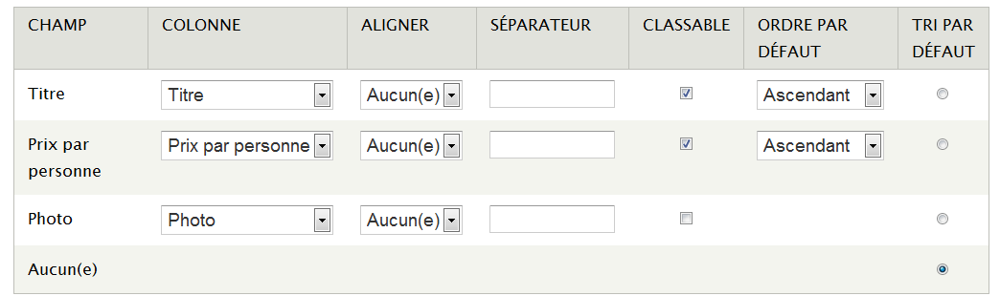 CHAMP COLONNE ALIGNER SÉPARATEUR CLASSABLE ORDRE PAR DÉFAUT TRI PAR DÉFAUT
Titre Titre Aucun(e) Ascendant
Prix par personne Prix par personne Aucun(e) Ascendant
Photo Photo Aucun(e)
Aucun(e)